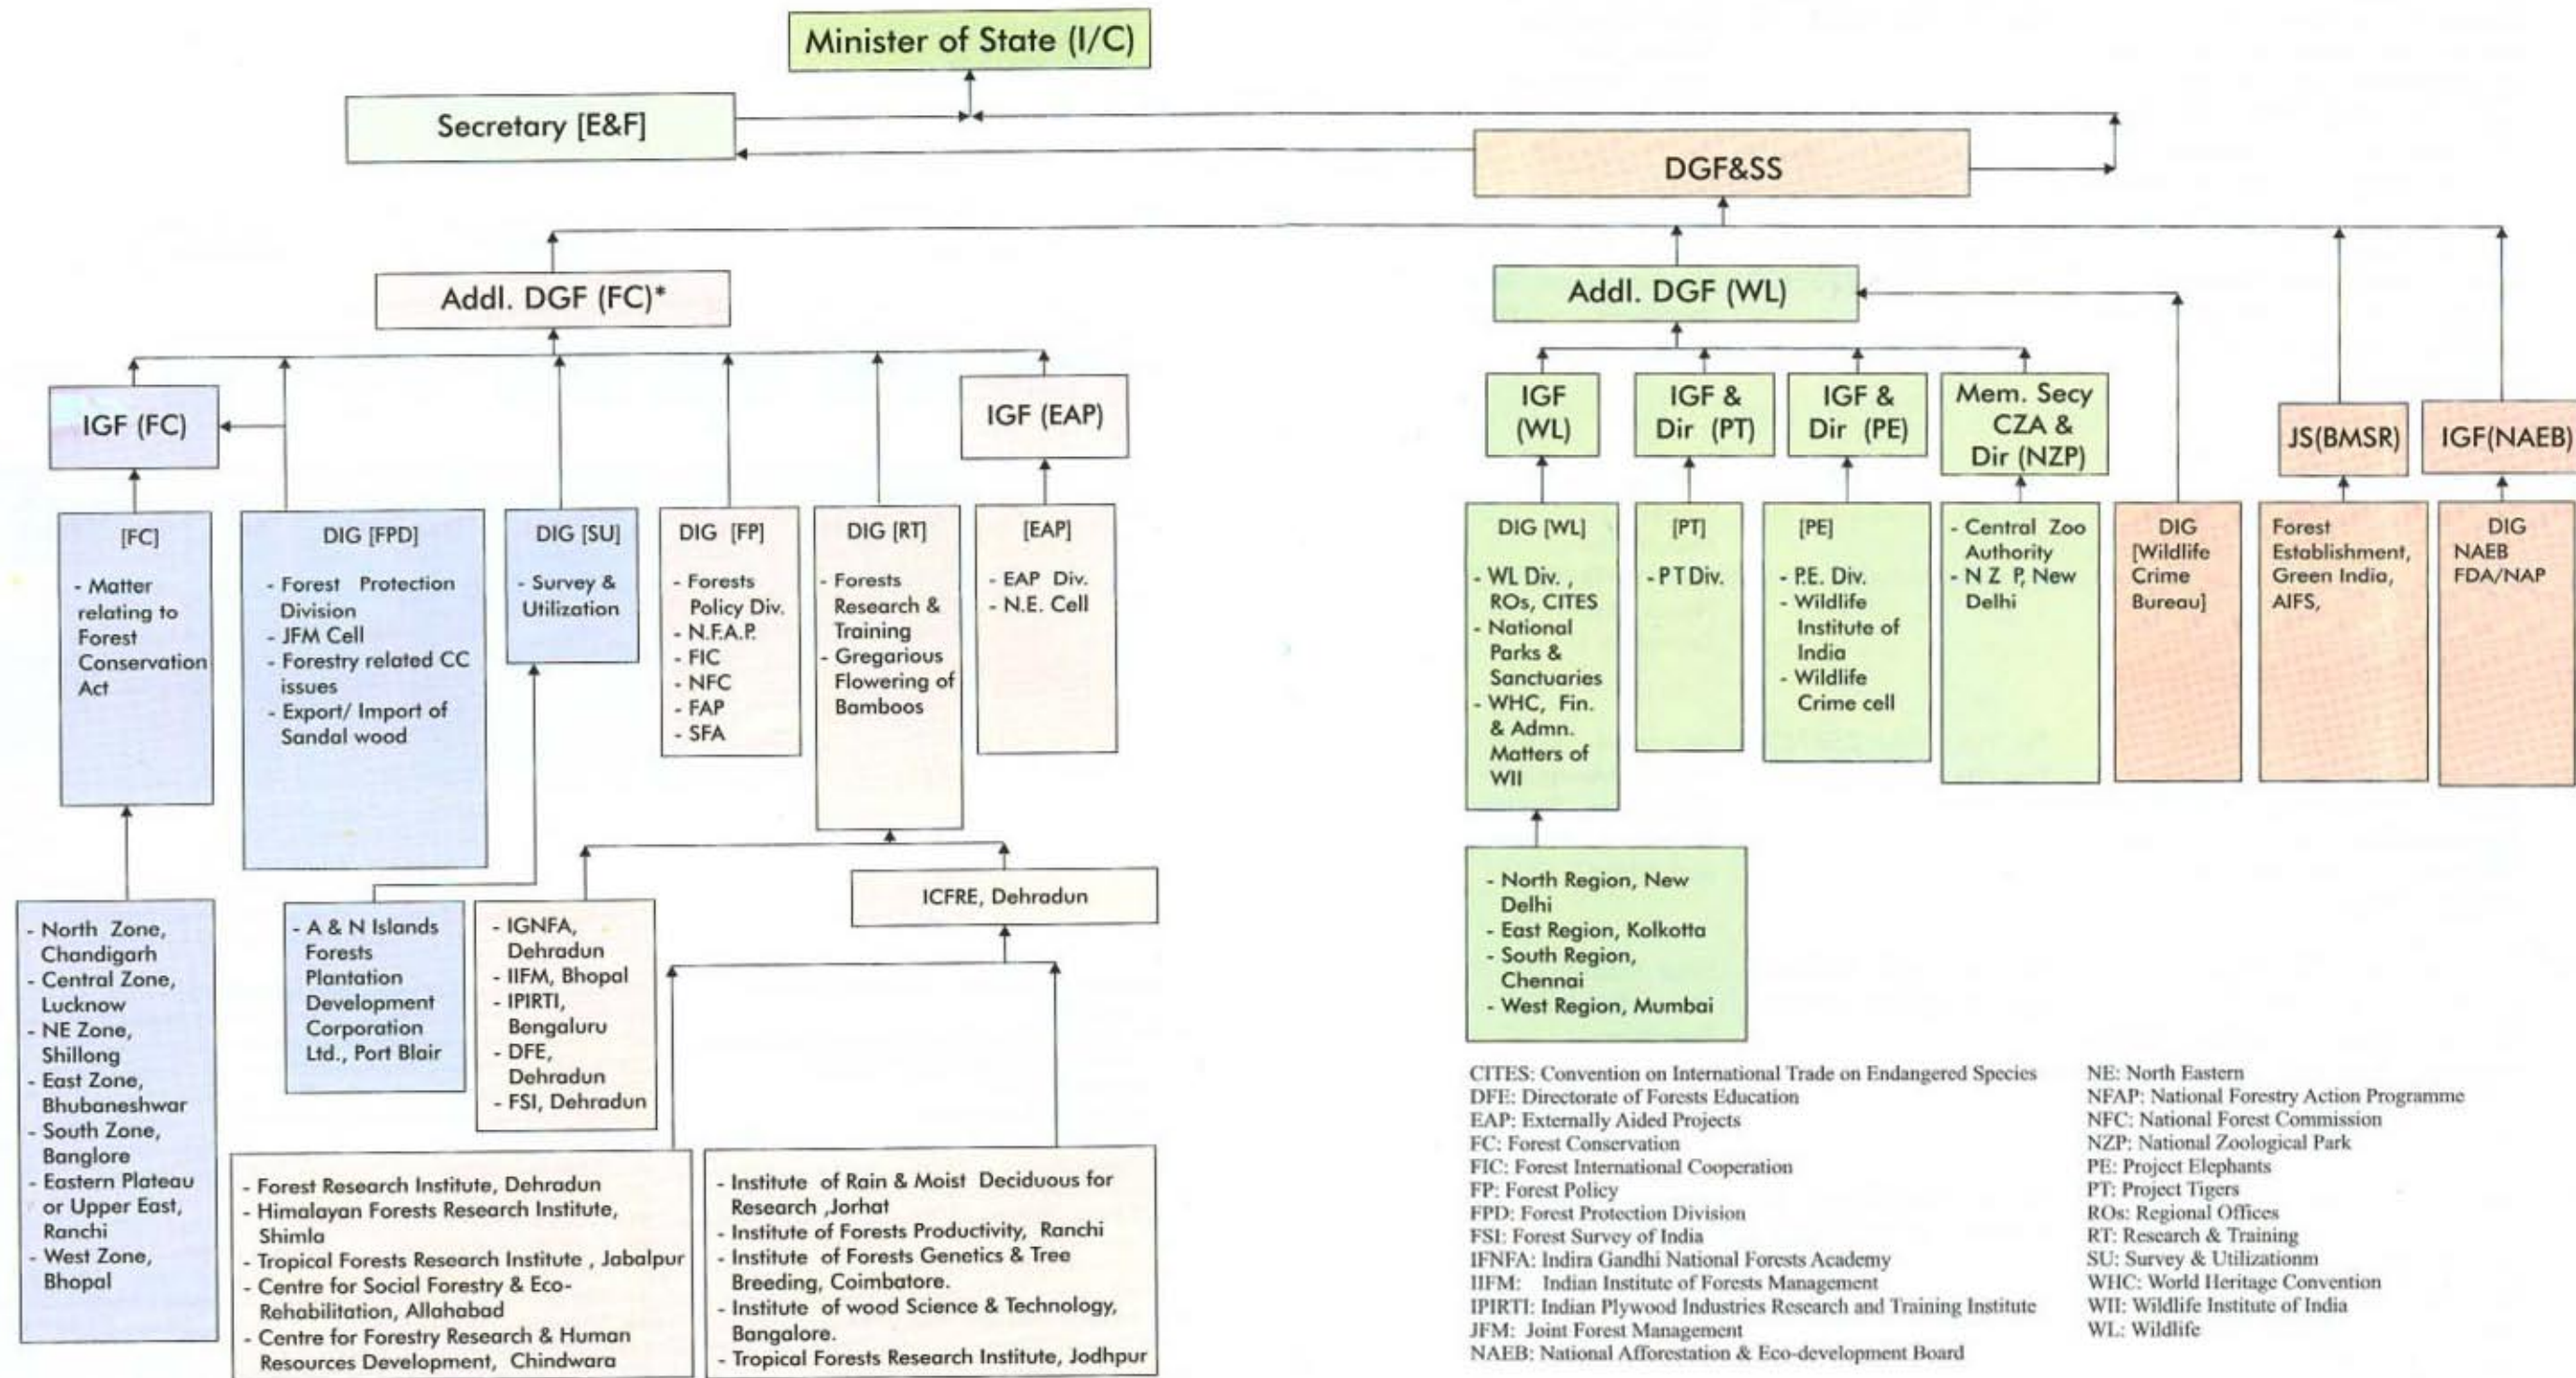 Minister of State (I/C)
Secretary [E&F]
DGF&SS
Addl. DGF (FC)*
Addl. DGF (WL)
IGF (FC)
IGF (EAP)
IGF
(WL)
IGF &
Dir (PT)
IGF &
Dir (PE)
Mem. Secy
CZA &
Dir (NZP)
JS(BMSR)
IGF(NAEB)
[FC]
- Matter
relating to
Forest
Conservation
Act
DIG [FPD]
- Forest Protection
Division
- JFM Cell
- Forestry related CC
issues
- Export/ Import of
Sandal wood
DIG [SU]
- Survey &
Utilization
DIG [FP]
- Forests
Policy Div.
- N.F.A.P.
- FIC
- NFC
- FAP
- SFA
DIG [RT]
- Forests
Research &
Training
- Gregarious
Flowering of
Bamboos
[EAP]
- EAP Div.
- N.E. Cell
DIG [WL]
- WL Div. ,
ROs, CITES
- National
Parks &
Sanctuaries
- WHC, Fin.
& Admn.
Matters of
WII
[PT]
- PT Div.
[PE]
- P.E. Div.
- Wildlife
Institute of
India
- Wildlife
Crime cell
- Central Zoo
Authority
- N Z P, New
Delhi
DIG
[Wildlife
Crime
Bureau]
Forest
Establishment,
Green India,
AIFS,
DIG
NAEB
FDA/NAP
- North Zone,
Chandigarh
- Central Zone,
Lucknow
- NE Zone,
Shillong
- East Zone,
Bhubaneshwar
- South Zone,
Banglore
- Eastern Plateau
or Upper East,
Ranchi
- West Zone,
Bhopal
- A & N Islands
Forests
Plantation
Development
Corporation
Ltd., Port Blair
- IGNFA,
Dehradun
- IIFM, Bhopal
- IPIRTI,
Bengaluru
- DFE,
Dehradun
- FSI, Dehradun
ICFRE, Dehradun
- Forest Research Institute, Dehradun
- Himalayan Forests Research Institute,
Shimla
- Tropical Forests Research Institute , Jabalpur
- Centre for Social Forestry & Eco-
Rehabilitation, Allahabad
- Centre for Forestry Research & Human
Resources Development, Chindwara
- Institute of Rain & Moist Deciduous for
Research ,Jorhat
- Institute of Forests Productivity, Ranchi
- Institute of Forests Genetics & Tree
Breeding, Coimbatore.
- Institute of wood Science & Technology,
Bangalore.
- Tropical Forests Research Institute, Jodhpur
- North Region, New
Delhi
- East Region, Kolkotta
- South Region,
Chennai
- West Region, Mumbai
CITES: Convention on International Trade on Endangered Species
DFE: Directorate of Forests Education
EAP: Externally Aided Projects
FC: Forest Conservation
FIC: Forest International Cooperation
FP: Forest Policy
FPD: Forest Protection Division
FSI: Forest Survey of India
IFNFA: Indira Gandhi National Forests Academy
IIFM: Indian Institute of Forests Management
IPIRTI: Indian Plywood Industries Research and Training Institute
JFM: Joint Forest Management
NAEB: National Afforestation & Eco-development Board
NE: North Eastern
NFAP: National Forestry Action Programme
NFC: National Forest Commission
NZP: National Zoological Park
PE: Project Elephants
PT: Project Tigers
ROs: Regional Offices
RT: Research & Training
SU: Survey & Utilizationm
WHC: World Heritage Convention
WII: Wildlife Institute of India
WL: Wildlife